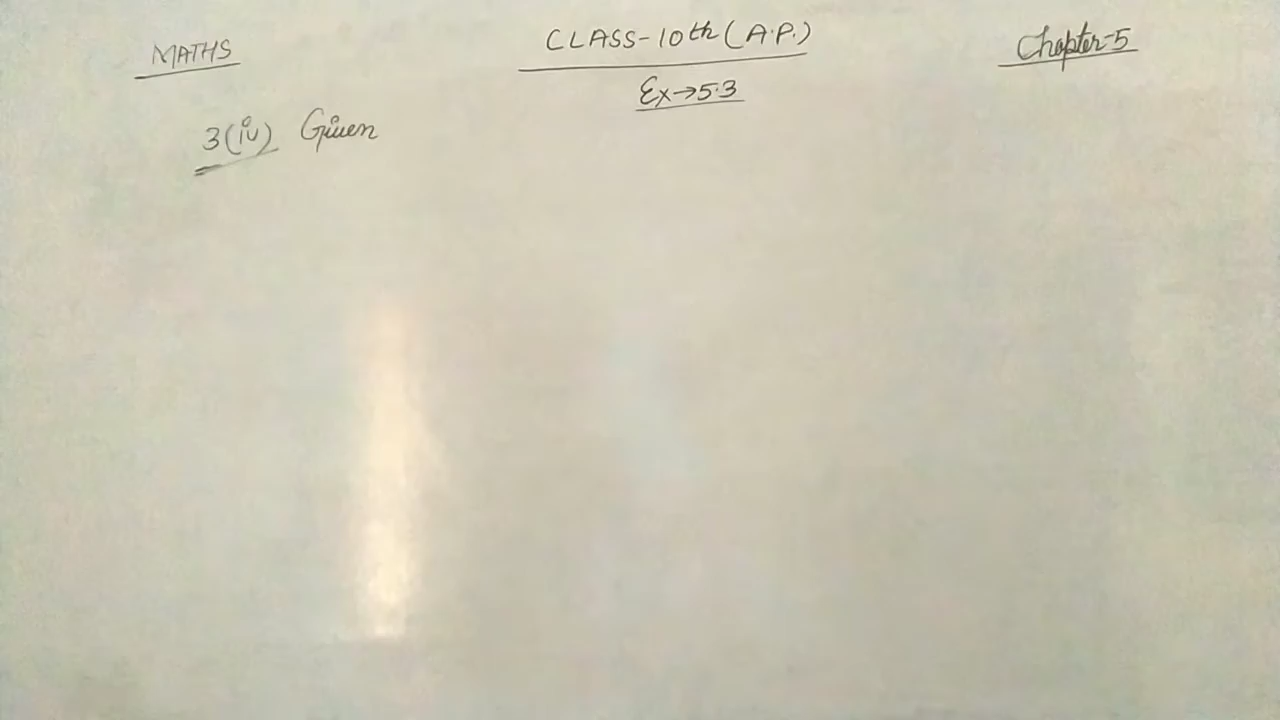 MATHS
CLASS-10th (A.P.)
Chapter-5
Ex→5.3
3(iv) Given